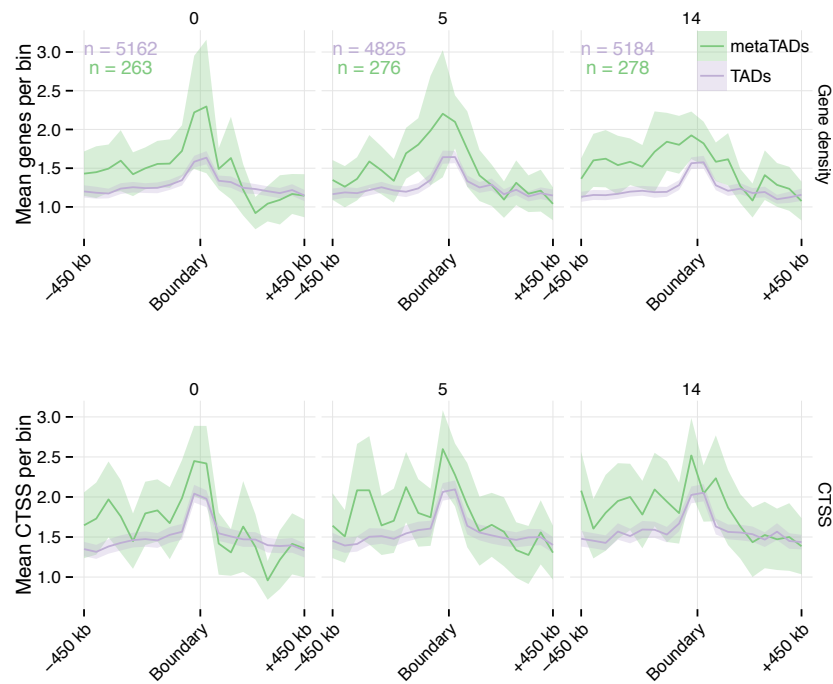 0 5 14
Mean genes per bin
3.0
2.5
2.0
1.5
1.0
n = 5162
n = 263
n = 4825
n = 276
n = 5184
n = 278
metaTADs
TADs
Gene density
−450 kb Boundary +450 kb −450 kb Boundary +450 kb −450 kb Boundary +450 kb
0 5 14
Mean CTSS per bin
3.0
2.5
2.0
1.5
1.0
CTSS
−450 kb Boundary +450 kb −450 kb Boundary +450 kb −450 kb Boundary +450 kb